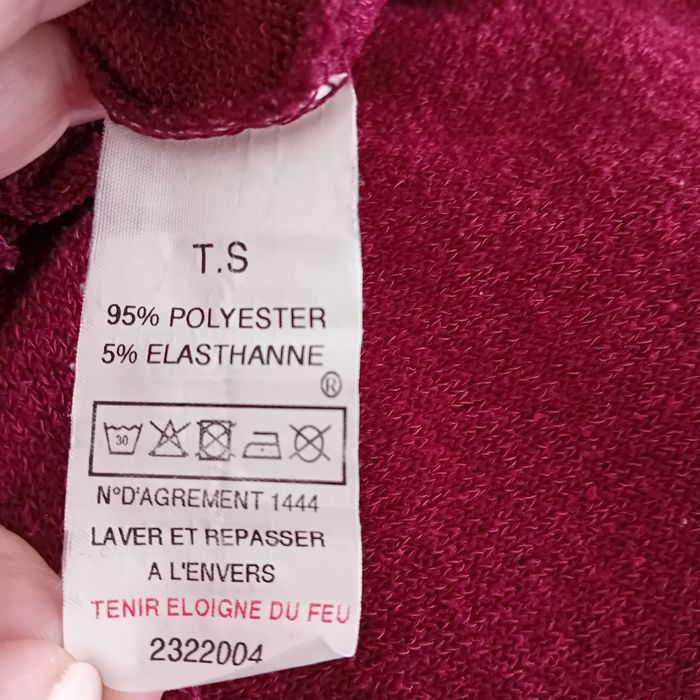 T.S
95% POLYESTER
5% ELASTHANNE
®
30
N°D'AGREMENT 1444
LAVER ET REPASSER
A L'ENVERS
TENIR ELOIGNE DU FEU
2322004